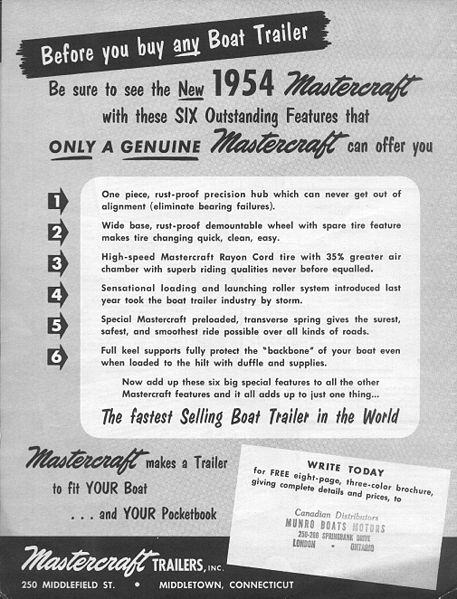 Before you buy any Boat Trailer
Be sure to see the New 1954 Mastercraft
with these SIX Outstanding Features that
ONLY A GENUINE Mastercraft can offer you
1 One piece, rust-proof precision hub which can never get out of
alignment (eliminate bearing failures).
2 Wide base, rust-proof demountable wheel with spare tire feature
makes tire changing quick, clean, easy.
3 High-speed Mastercraft Rayon Cord tire with 35% greater air
chamber with superb riding qualities never before equalled.
4 Sensational loading and launching roller system introduced last
year took the boat trailer industry by storm.
5 Special Mastercraft preloaded, transverse spring gives the surest,
safest, and smoothest ride possible over all kinds of roads.
6 Full keel supports fully protect the "backbone" of your boat even
when loaded to the hilt with duffle and supplies.
Now add up these six big special features to all the other
Mastercraft features and it all adds up to just one thing...
The fastest Selling Boat Trailer in the World
Mastercraft makes a Trailer
to fit YOUR Boat
. . . and YOUR Pocketbook
WRITE TODAY
for FREE eight-page, three-color brochure,
giving complete details and prices, to
Canadian Distributors
MUNRO BOATS MOTORS
250-266 SPRINGBANK DRIVE
LONDON • ONTARIO
Mastercraft TRAILERS, INC.
250 MIDDLEFIELD ST. • MIDDLETOWN, CONNECTICUT